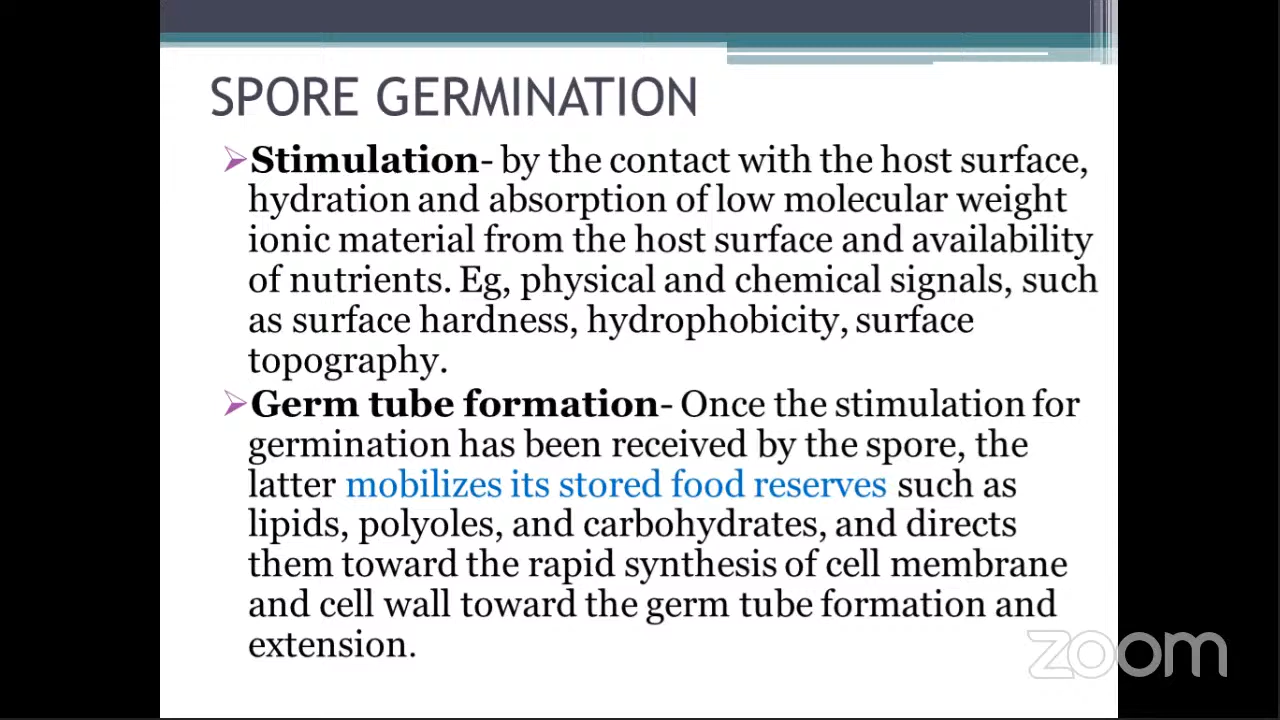 SPORE GERMINATION
Stimulation- by the contact with the host surface,
hydration and absorption of low molecular weight
ionic material from the host surface and availability
of nutrients. Eg, physical and chemical signals, such
as surface hardness, hydrophobicity, surface
topography.
Germ tube formation- Once the stimulation for
germination has been received by the spore, the
latter mobilizes its stored food reserves such as
lipids, polyoles, and carbohydrates, and directs
them toward the rapid synthesis of cell membrane
and cell wall toward the germ tube formation and
extension.
zoom